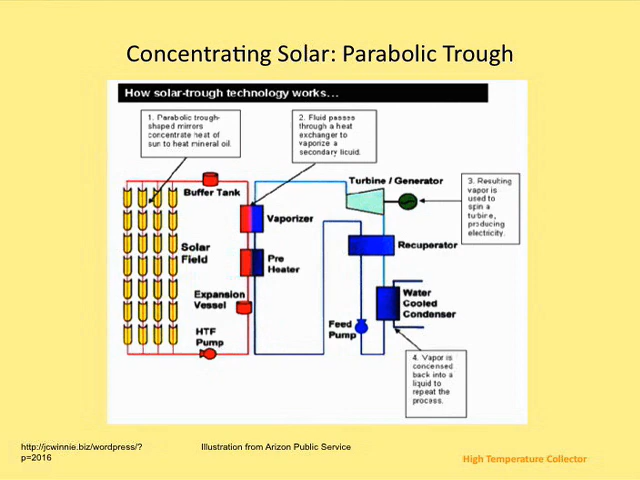 Concentrating Solar: Parabolic Trough
How solar-trough technology works...
1. Parabolic trough-
shaped mirrors
concentrate heat of
sun to heat mineral oil.
2. Fluid passes
through a heat
exchanger to
vaporize a
secondary licuid.
3. Resulting
vapor is
used to
spin a
turbine,
producing
electricity.
Turbine / Generator
Buffer Tank
Vaporizer
Solar
Field
Recuperator
Pre
Heater
Expansion
Vessel
Water
Cooled
Condenser
HTF
Pump
Feed
Pump
4. Vapor is
condensed
back into a
liquid to
repeat the
process.
http://jcwinnie.biz/wordpress/?
p=2016
Illustration from Arizon Public Service
High Temperature Collector